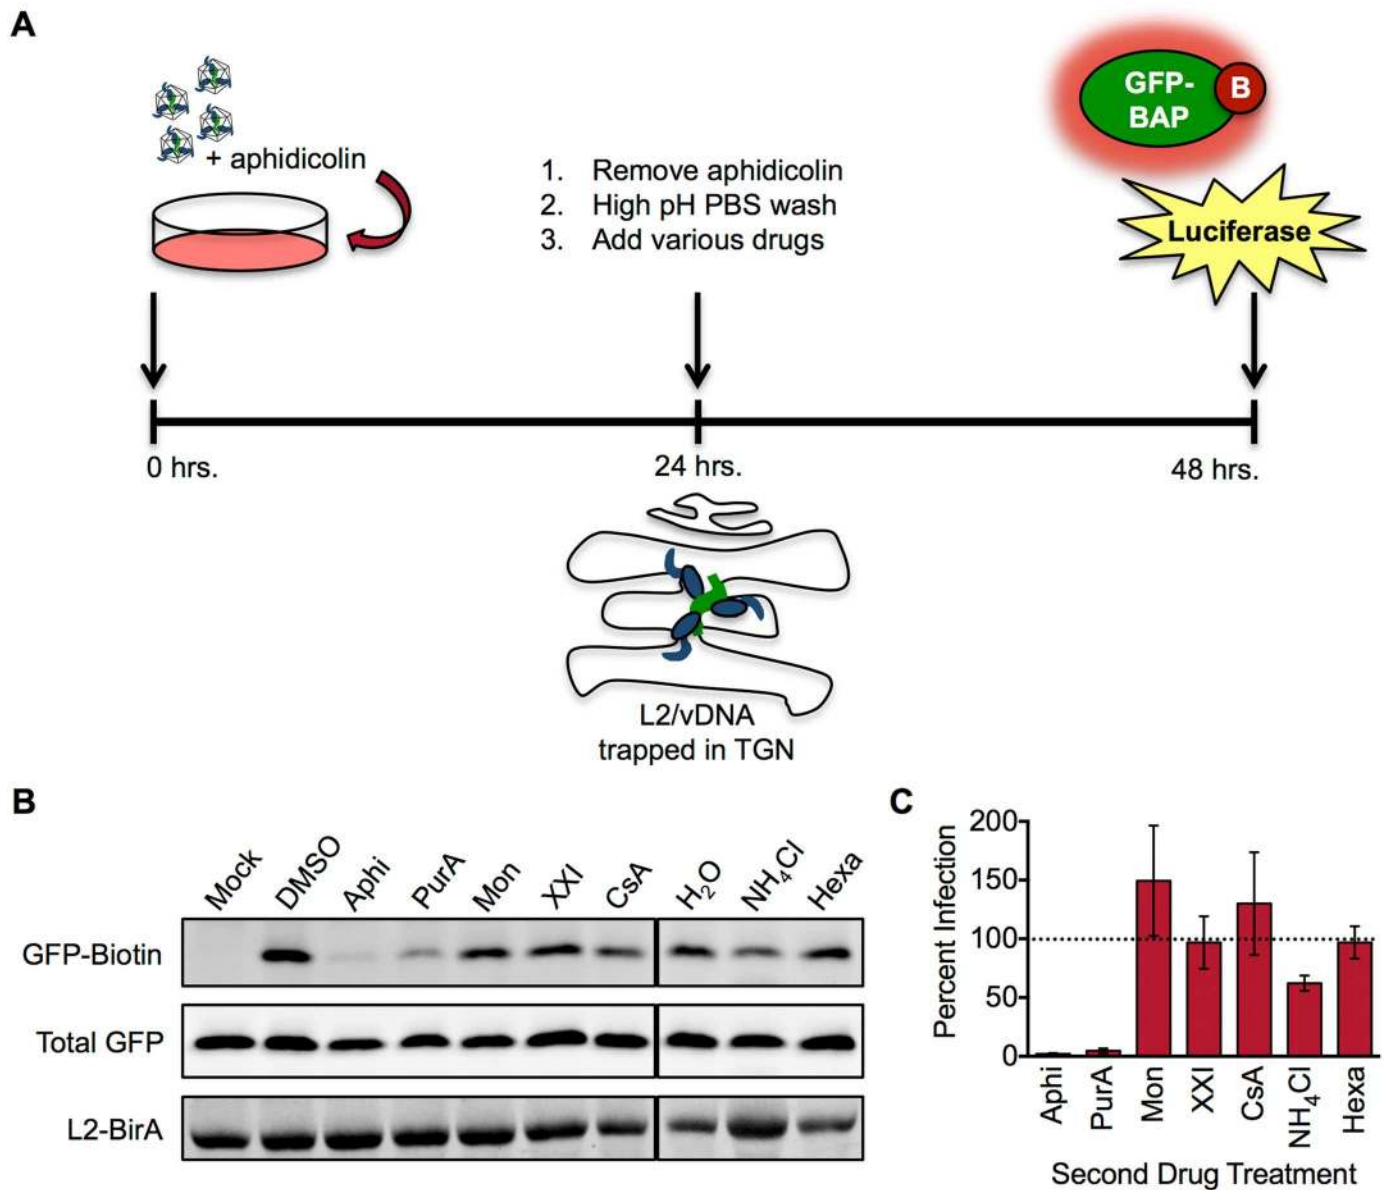 A
+ aphidicolin
1. Remove aphidicolin
2. High pH PBS wash
3. Add various drugs
GFP-
BAP
B
Luciferase
0 hrs.
24 hrs.
48 hrs.
L2/vDNA
trapped in TGN
B
Mock DMSO Aphi PurA Mon XXI CsA H₂O NH₄Cl Hexa
GFP-Biotin
Total GFP
L2-BirA
C
Percent Infection
200
150
100
50
0
Aphi PurA Mon XXI CsA NH₄Cl Hexa
Second Drug Treatment